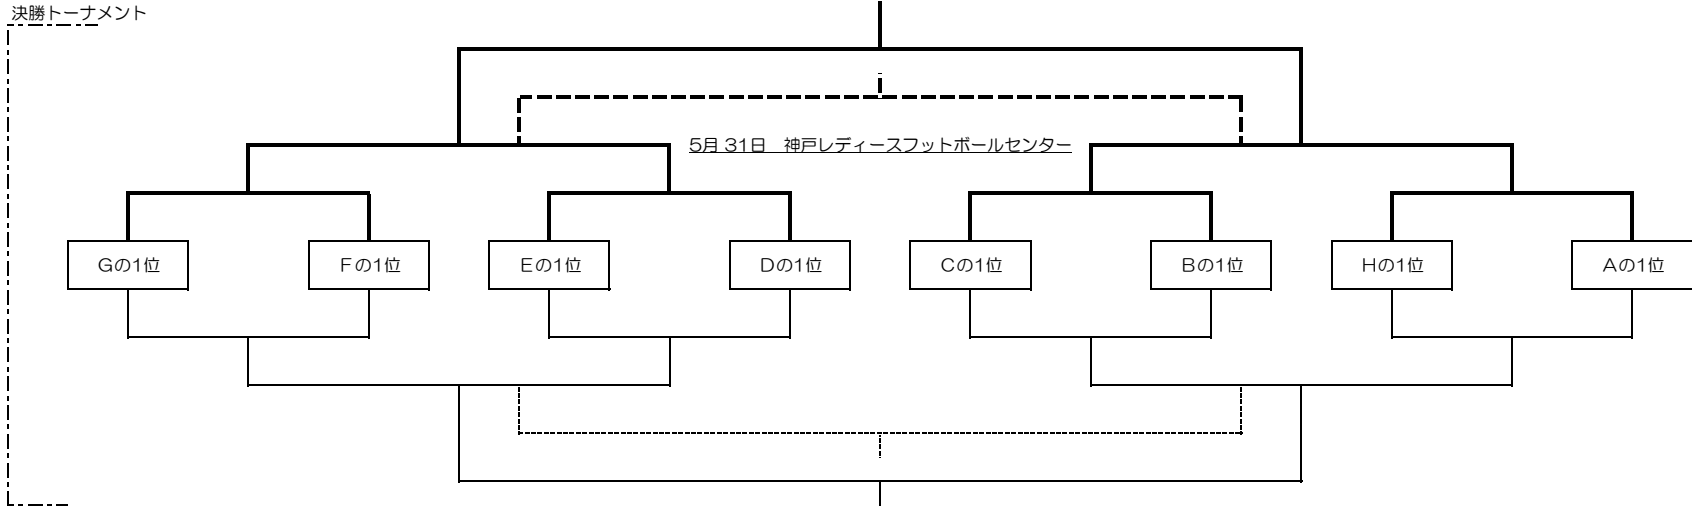 決勝トーナメント
5月 31日　神戸レディースフットボールセンター
Gの1位
Fの1位
Eの1位
Dの1位
Cの1位
Bの1位
Hの1位
Aの1位